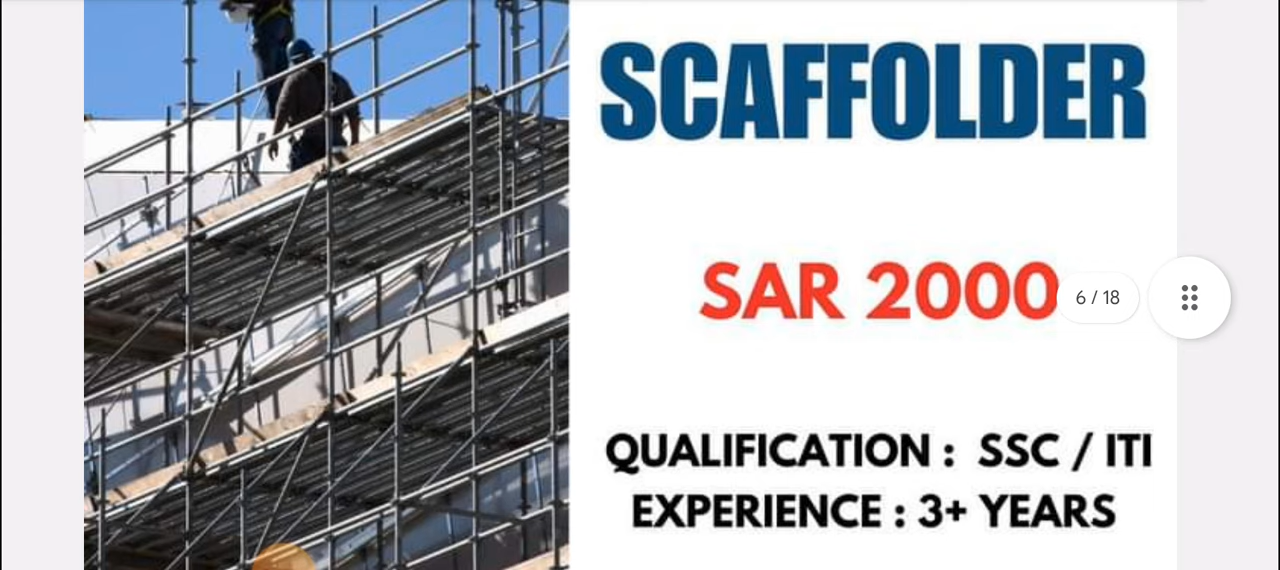 SCAFFOLDER
SAR 2000
6 / 18
QUALIFICATION : SSC / ITI
EXPERIENCE : 3+ YEARS